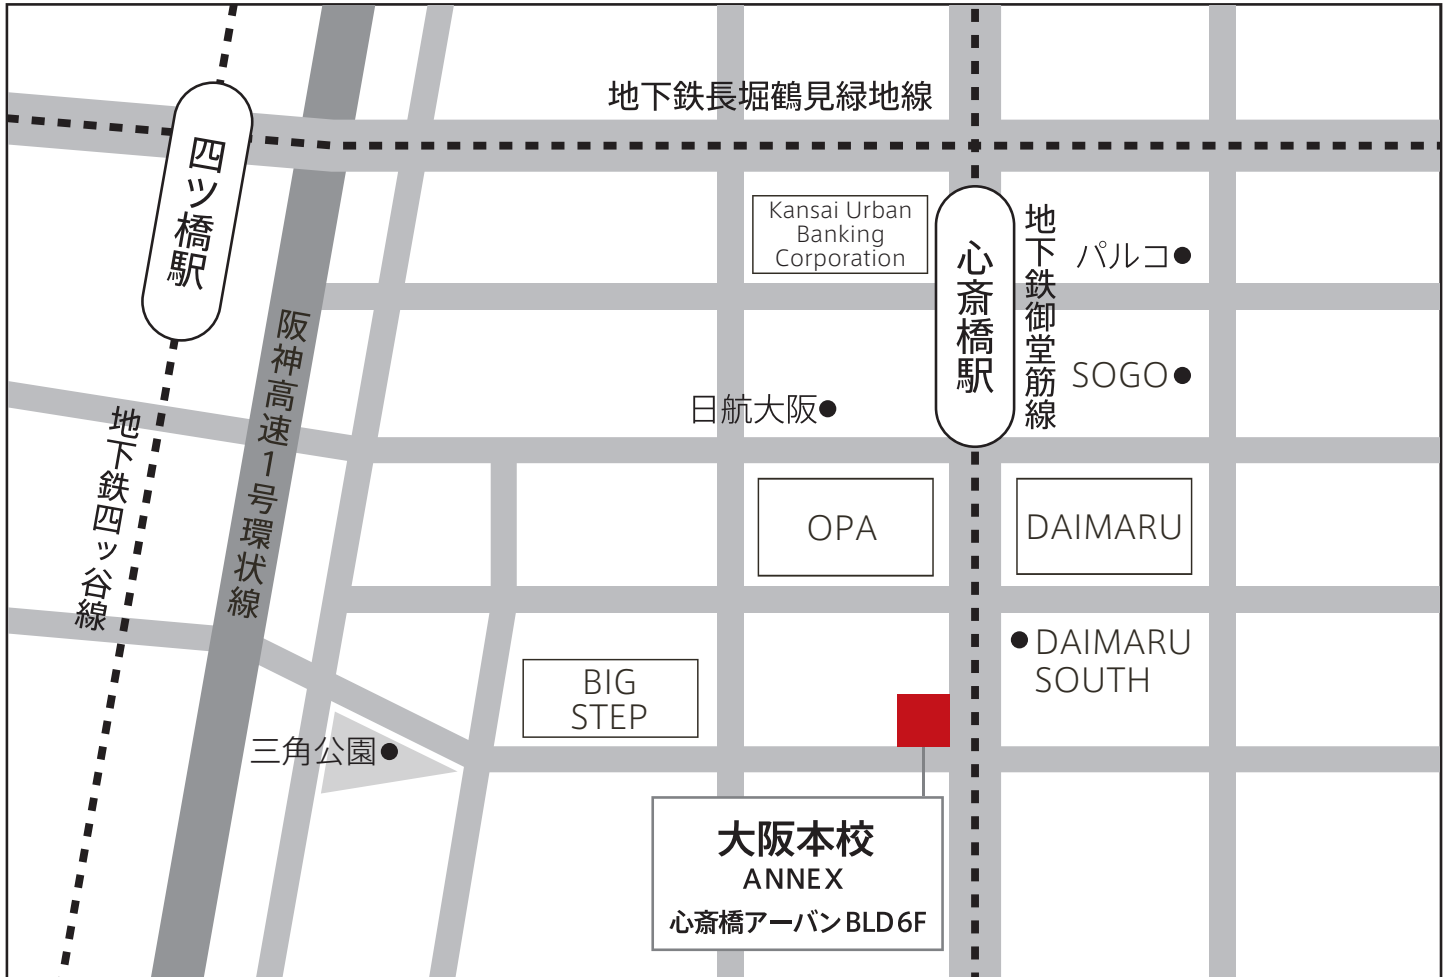 地下鉄長堀鶴見緑地線
四ツ橋駅
Kansai Urban
Banking
Corporation
心斎橋駅
地下鉄御堂筋線
パルコ
阪神高速1号環状線
SOGO
日航大阪
地下鉄四ッ谷線
OPA
DAIMARU
DAIMARU
SOUTH
BIG
STEP
三角公園
大阪本校
ANNEX
心斎橋アーバンBLD6F